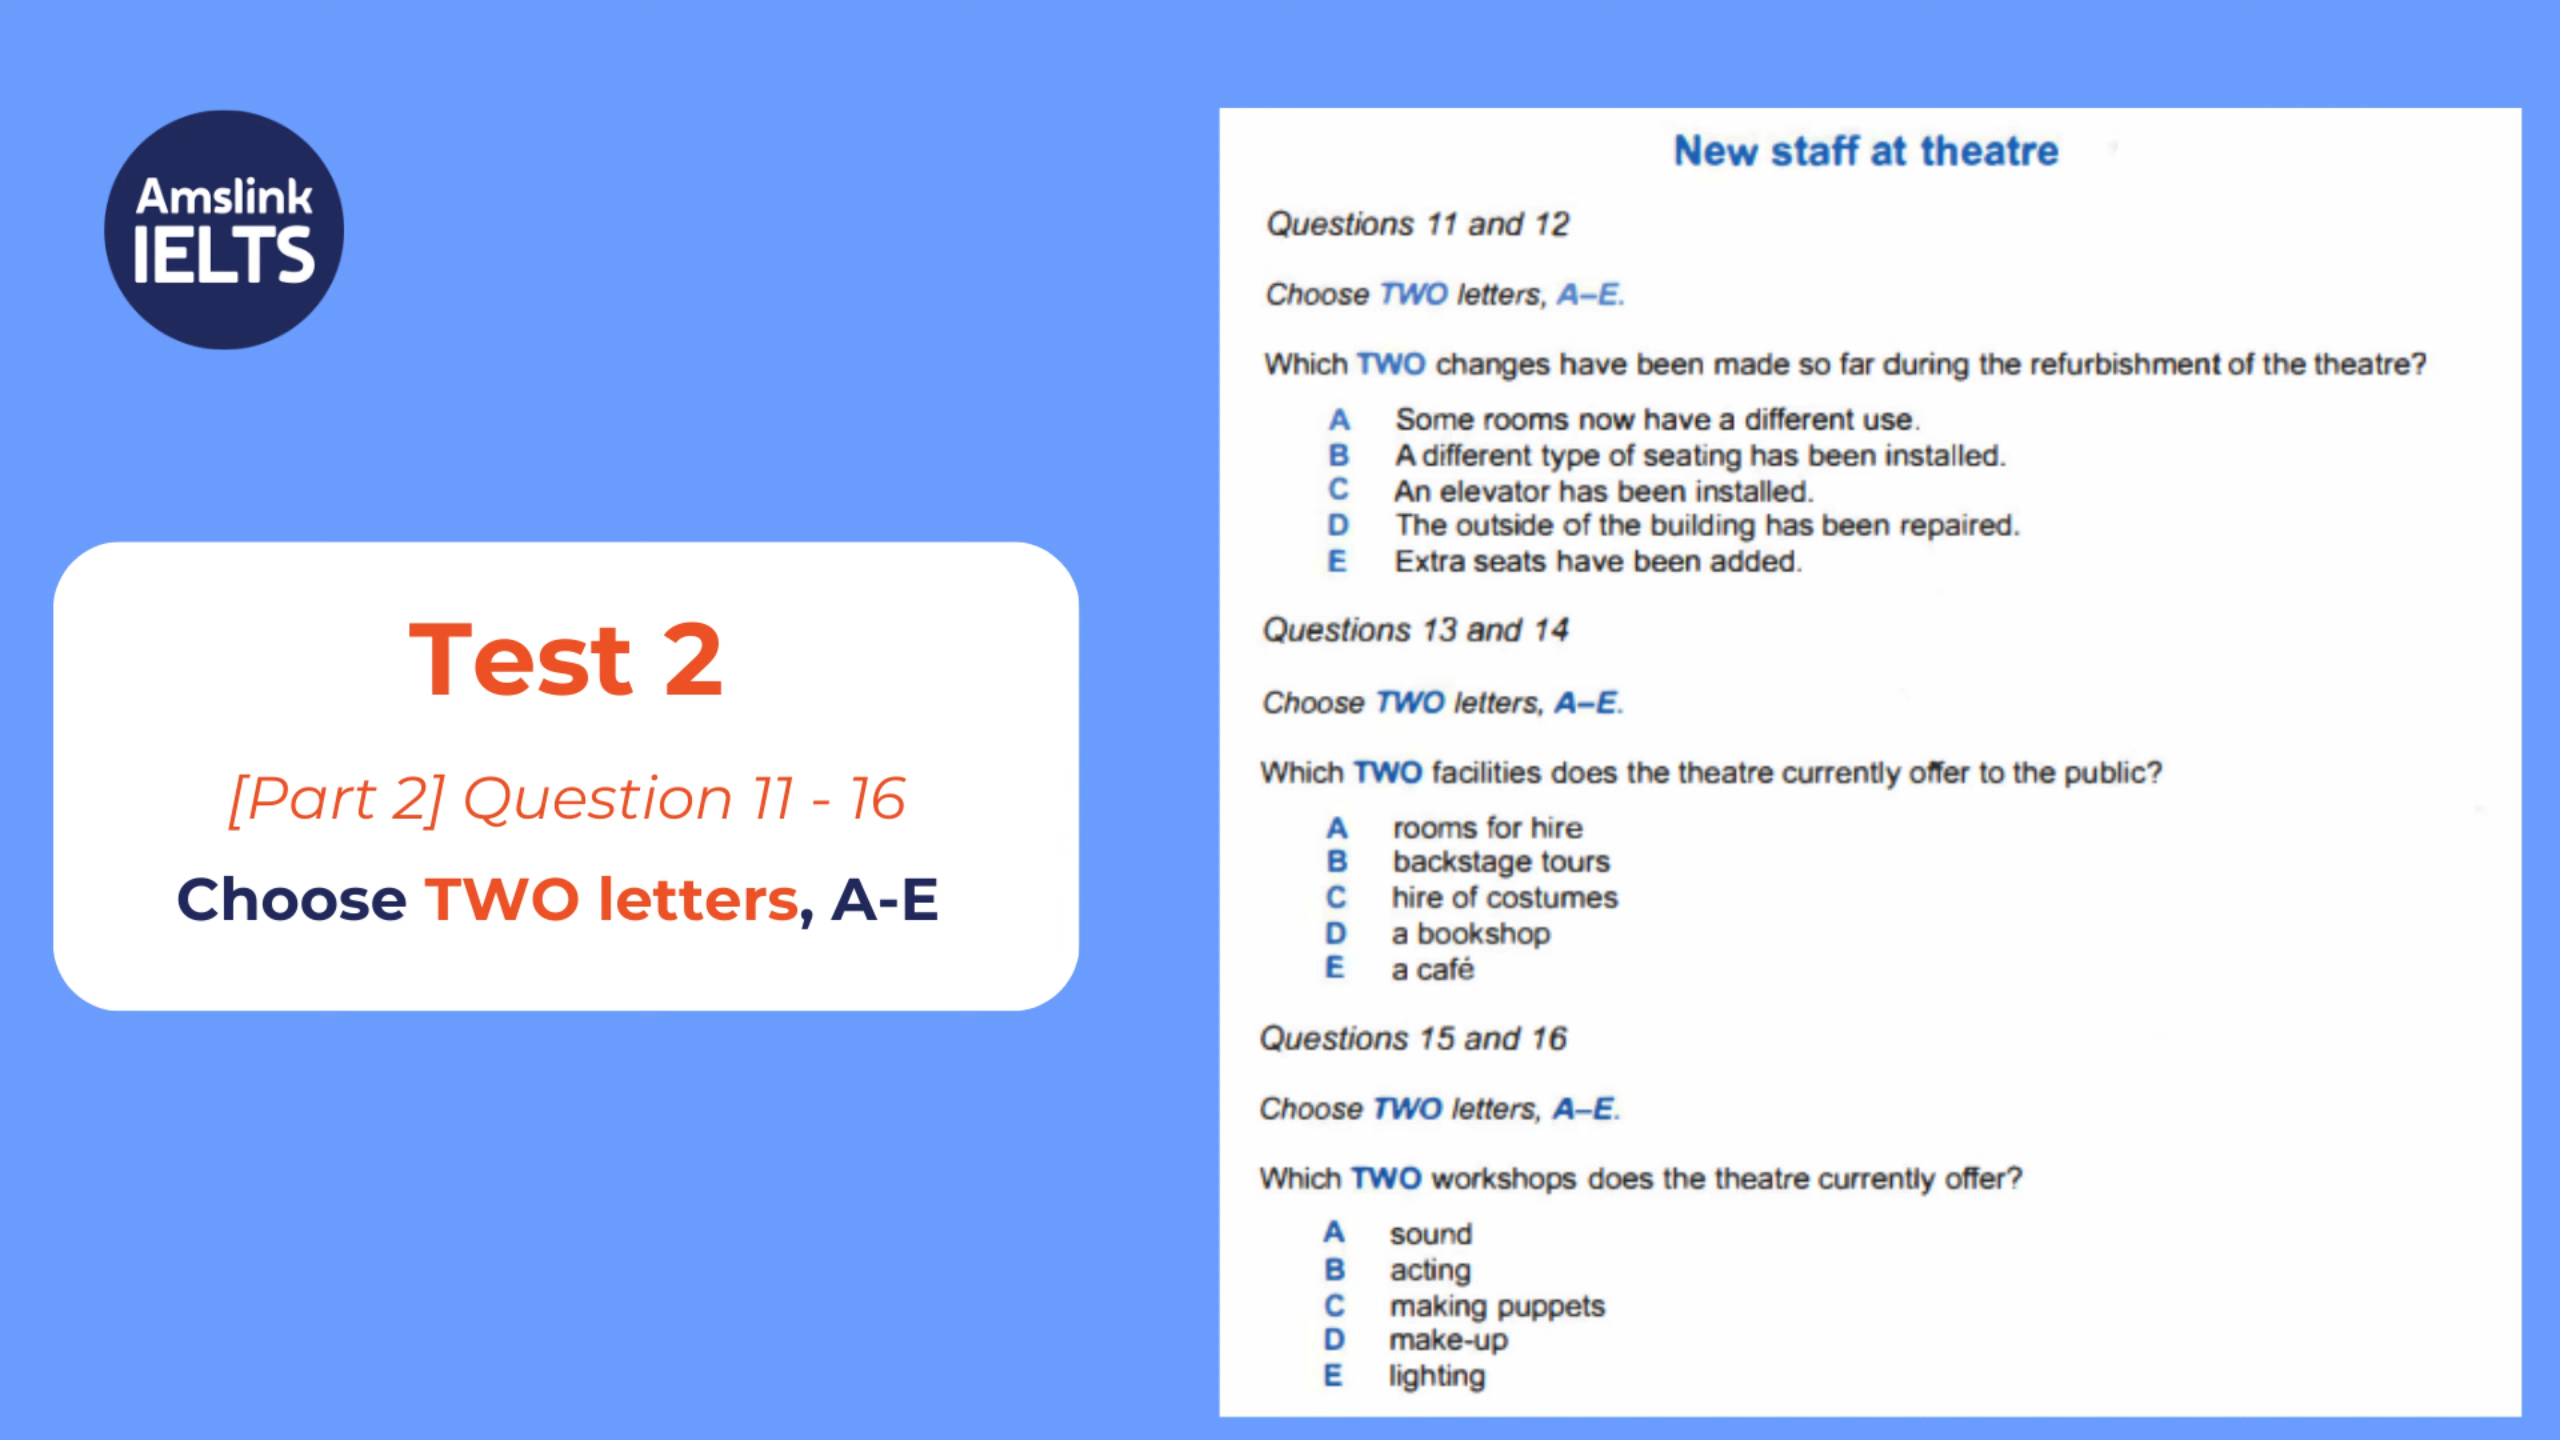 Amslink
IELTS
Test 2
[Part 2] Question 11 - 16
Choose TWO letters, A-E
New staff at theatre
Questions 11 and 12
Choose TWO letters, A–E.
Which TWO changes have been made so far during the refurbishment of the theatre?
A Some rooms now have a different use.
B A different type of seating has been installed.
C An elevator has been installed.
D The outside of the building has been repaired.
E Extra seats have been added.
Questions 13 and 14
Choose TWO letters, A–E.
Which TWO facilities does the theatre currently offer to the public?
A rooms for hire
B backstage tours
C hire of costumes
D a bookshop
E a café
Questions 15 and 16
Choose TWO letters, A–E.
Which TWO workshops does the theatre currently offer?
A sound
B acting
C making puppets
D make-up
E lighting